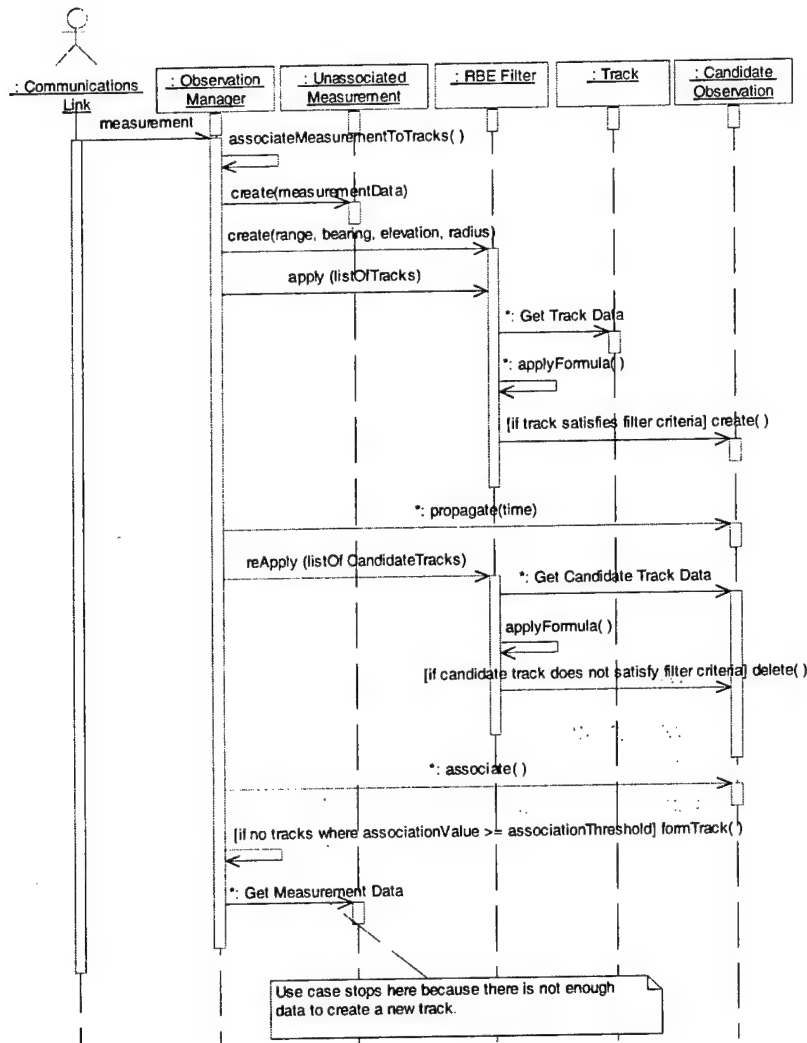 : Communications
Link
: Observation
Manager
: Unassociated
Measurement
: RBE Filter
: Track
: Candidate
Observation
measurement
associateMeasurementToTracks( )
create(measurementData)
create(range, bearing, elevation, radius)
apply (listOfTracks)
*: Get Track Data
*: applyFormula( )
[if track satisfies filter criteria] create( )
*: propagate(time)
reApply (listOf CandidateTracks)
*: Get Candidate Track Data
applyFormula( )
[if candidate track does not satisfy filter criteria] delete( )
*: associate( )
[if no tracks where associationValue >= associationThreshold] formTrack( )
*: Get Measurement Data
Use case stops here because there is not enough
data to create a new track.